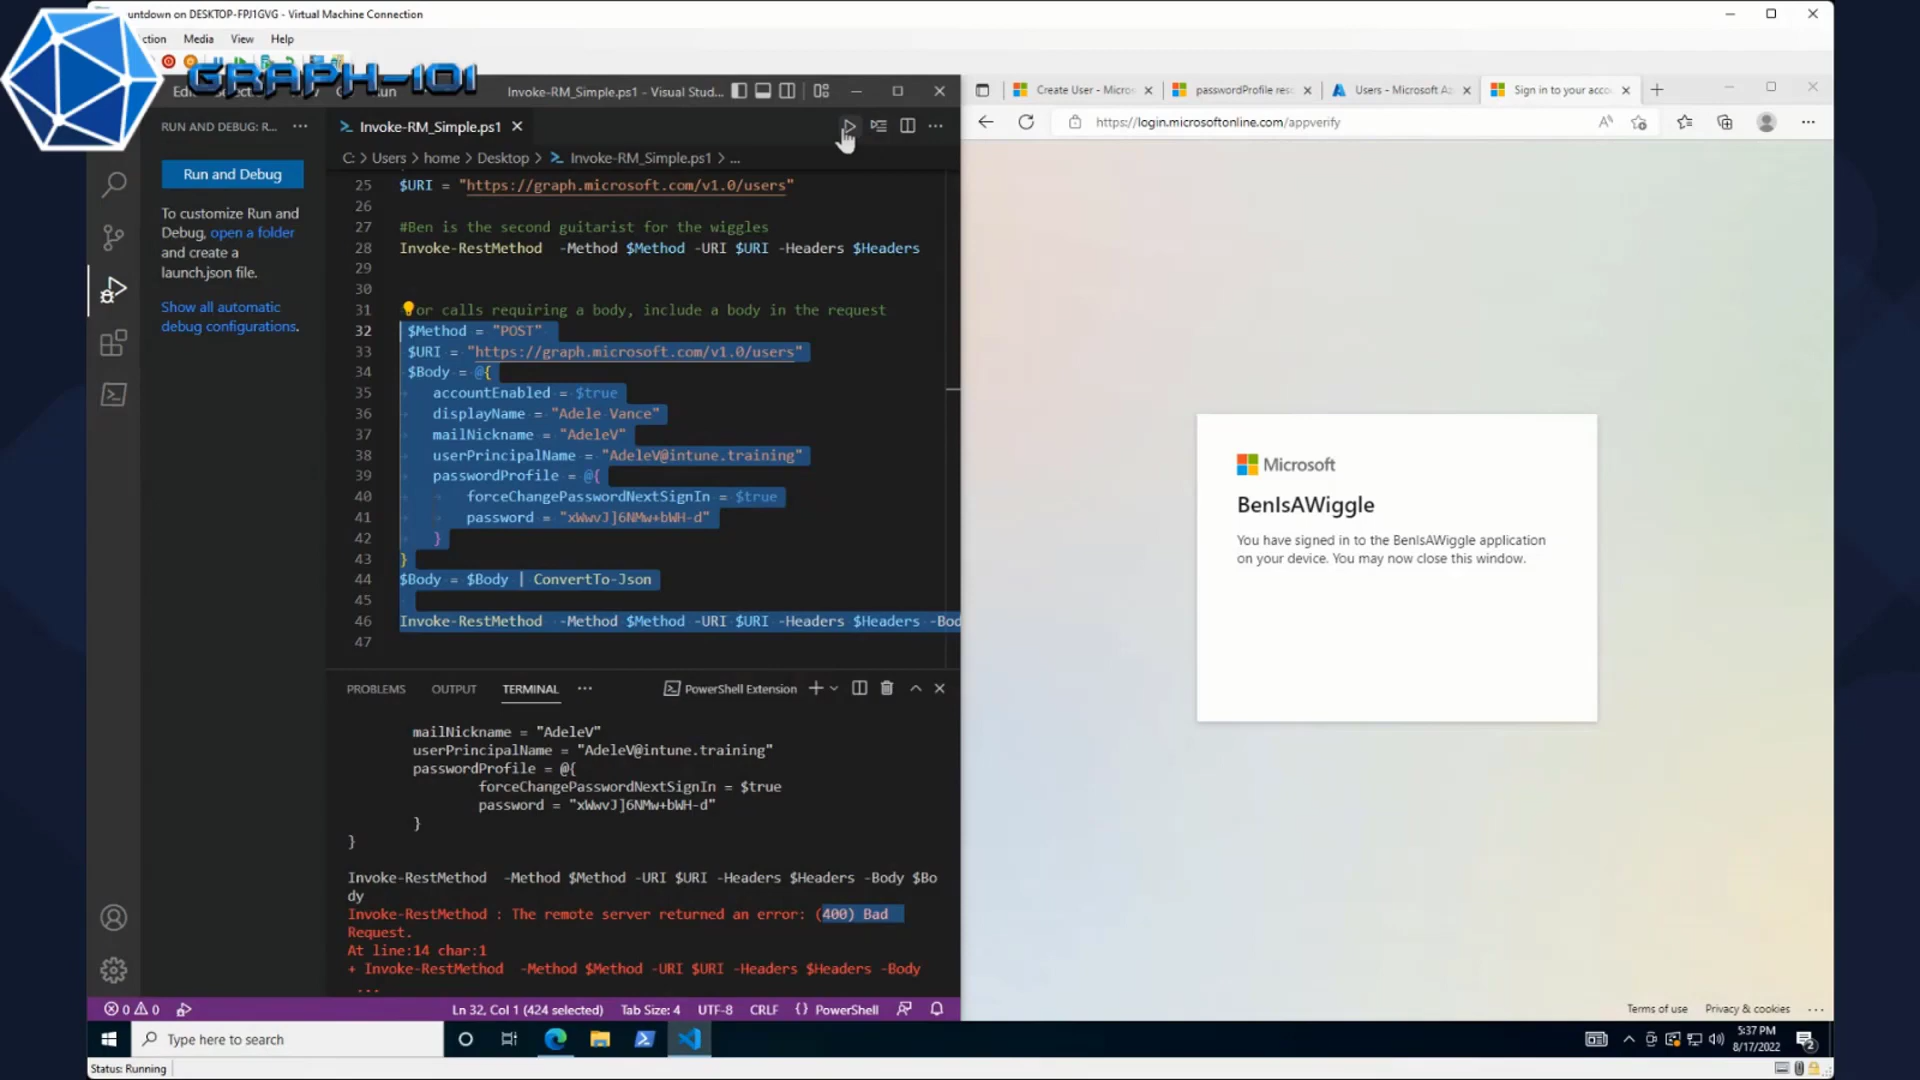 untdown on DESKTOP-FPJ1GVG - Virtual Machine Connection
ction Media View Help
GRAPH-101
Invoke-RM_Simple.ps1 - Visual Stud...
RUN AND DEBUG: R... ···
Invoke-RM_Simple.ps1
Run and Debug
To customize Run and
Debug, open a folder
and create a
launch.json file.
Show all automatic
debug configurations.
C: > Users > home > Desktop > Invoke-RM_Simple.ps1 > ...
25 $URI = "https://graph.microsoft.com/v1.0/users"
26
27 #Ben is the second guitarist for the wiggles
28 Invoke-RestMethod -Method $Method -URI $URI -Headers $Headers
29
30
31 or calls requiring a body, include a body in the request
32 $Method = "POST"
33 $URI = "https://graph.microsoft.com/v1.0/users"
34 $Body = @{
35 accountEnabled = $true
36 displayName = "Adele Vance"
37 mailNickname = "AdeleV"
38 userPrincipalName = "AdeleV@intune.training"
39 passwordProfile = @{
40 forceChangePasswordNextSignIn = $true
41 password = "xWwvJ]6NMw+bWH-d"
42 }
43 }
44 $Body = $Body | ConvertTo-Json
45
46 Invoke-RestMethod -Method $Method -URI $URI -Headers $Headers -Bod
47
PROBLEMS OUTPUT TERMINAL ··· PowerShell Extension
mailNickname = "AdeleV"
userPrincipalName = "AdeleV@intune.training"
passwordProfile = @{
forceChangePasswordNextSignIn = $true
password = "xWwvJ]6NMw+bWH-d"
}
}
Invoke-RestMethod -Method $Method -URI $URI -Headers $Headers -Body $Bo
dy
Invoke-RestMethod : The remote server returned an error: (400) Bad
Request.
At line:14 char:1
+ Invoke-RestMethod -Method $Method -URI $URI -Headers $Headers -Body
...
0 0 Ln 32, Col 1 (424 selected) Tab Size: 4 UTF-8 CRLF {} PowerShell
Create User - Micros
passwordProfile reso
Users - Microsoft Az
Sign in to your accou
https://login.microsoftonline.com/appverify
Microsoft
BenIsAWiggle
You have signed in to the BenIsAWiggle application
on your device. You may now close this window.
Terms of use Privacy & cookies ...
Type here to search
5:37 PM
8/17/2022
2
Status: Running